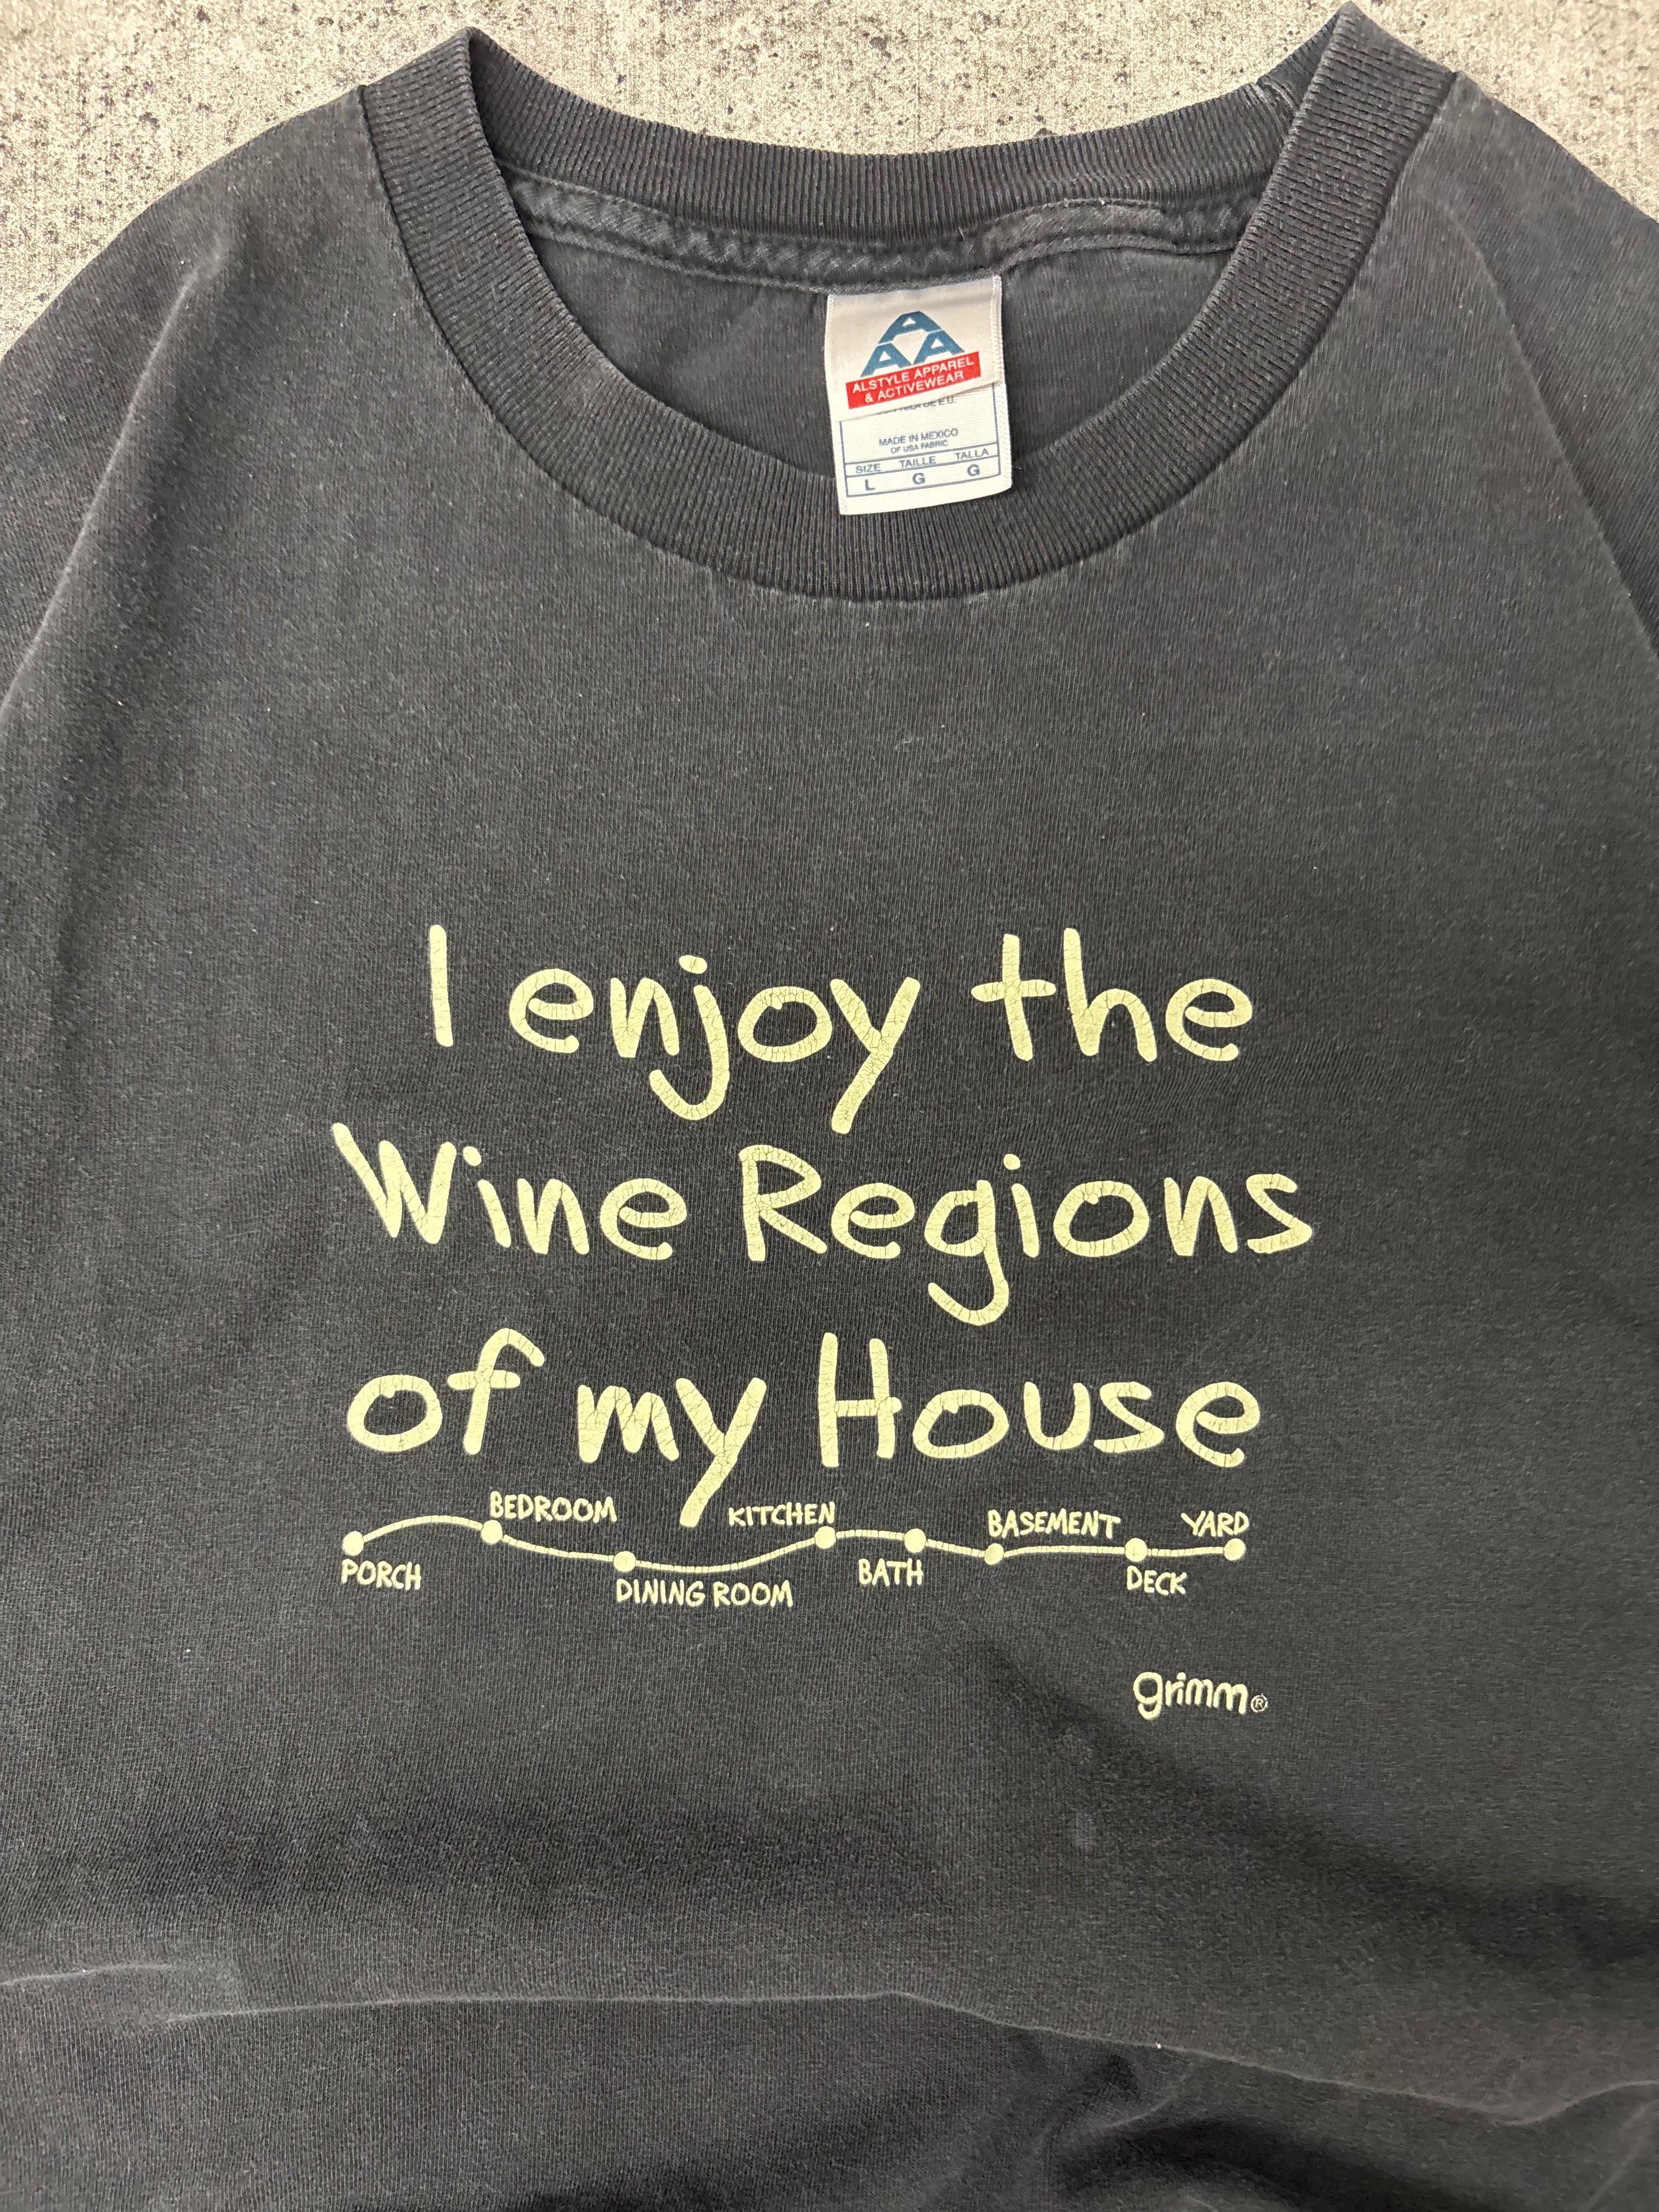 A
AA
ALSTYLE APPAREL
& ACTIVEWEAR
MADE IN MEXICO
OF USA FABRIC
SIZE TAILLE TALLA
L G G
I enjoy the
Wine Regions
of my House
BEDROOM KITCHEN BASEMENT YARD
PORCH DINING ROOM BATH DECK
grimm®